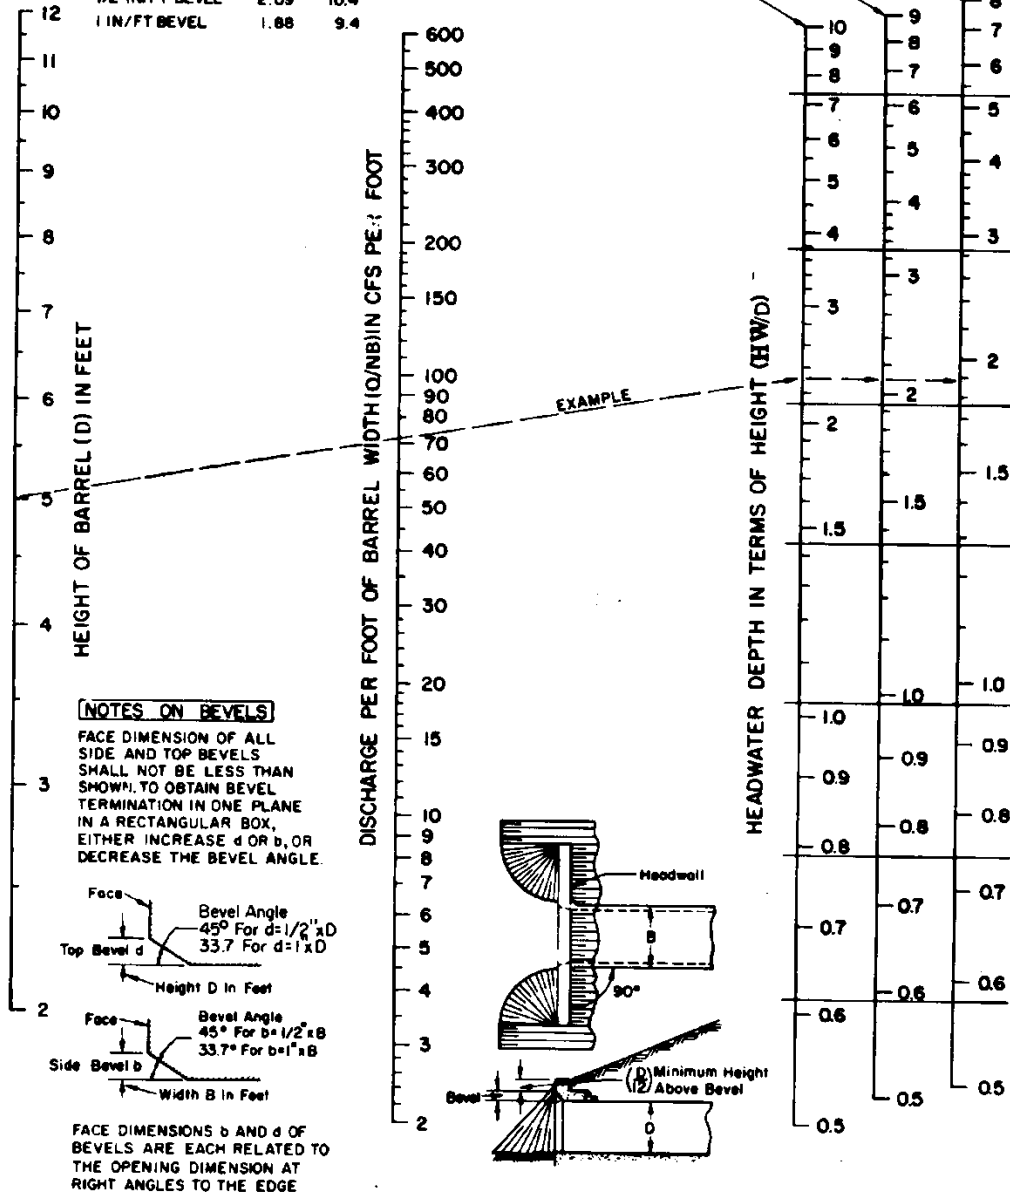 1 IN/FT BEVEL 1.88 9.4
12
11
10
9
8
7
6
5
4
3
2
HEIGHT OF BARREL (D) IN FEET
600
500
400
300
200
150
100
90
80
70
60
50
40
30
20
15
10
9
8
7
6
5
4
3
2
DISCHARGE PER FOOT OF BARREL WIDTH (Q/NB) IN CFS PER FOOT
EXAMPLE
HEADWATER DEPTH IN TERMS OF HEIGHT (HW/D)
10
9
8
7
6
5
4
3
2
1.5
1.0
0.9
0.8
0.7
0.6
0.5
9
8
7
6
5
4
3
2
1.5
1.0
0.9
0.8
0.7
0.6
0.5
8
7
6
5
4
3
2
1.5
1.0
0.9
0.8
0.7
0.6
0.5
NOTES ON BEVELS
FACE DIMENSION OF ALL
SIDE AND TOP BEVELS
SHALL NOT BE LESS THAN
SHOWN. TO OBTAIN BEVEL
TERMINATION IN ONE PLANE
IN A RECTANGULAR BOX,
EITHER INCREASE d OR b, OR
DECREASE THE BEVEL ANGLE.
Face
Bevel Angle
45° For d=1/2"xD
33.7 For d=1"xD
Top Bevel d
Height D In Feet
Face
Bevel Angle
45° For b=1/2"xB
33.7° For b=1"xB
Side Bevel b
Width B In Feet
FACE DIMENSIONS b AND d OF
BEVELS ARE EACH RELATED TO
THE OPENING DIMENSION AT
RIGHT ANGLES TO THE EDGE
Headwall
B
90°
(D/12) Minimum Height
Above Bevel
Bevel
D